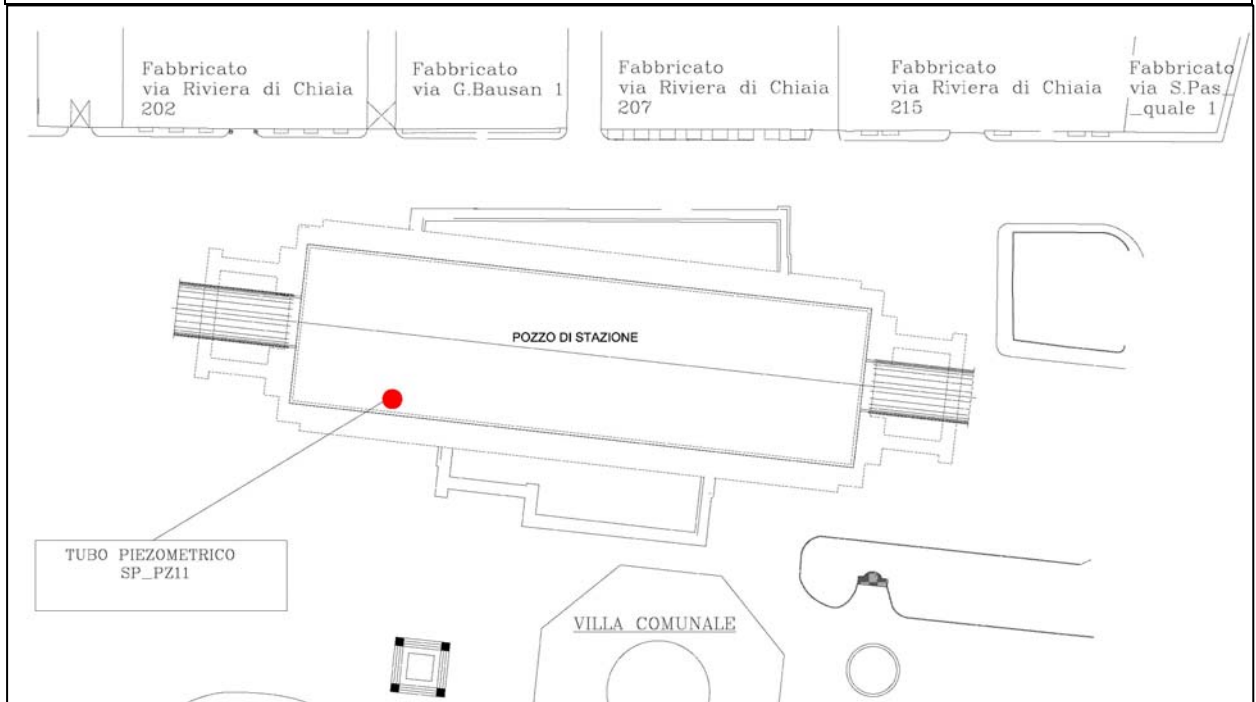 Fabbricato
via Riviera di Chiaia
202
Fabbricato
via G.Bausan 1
Fabbricato
via Riviera di Chiaia
207
Fabbricato
via Riviera di Chiaia
215
Fabbricato
via S.Pas_
_quale 1
POZZO DI STAZIONE
TUBO PIEZOMETRICO
SP_PZ11
VILLA COMUNALE